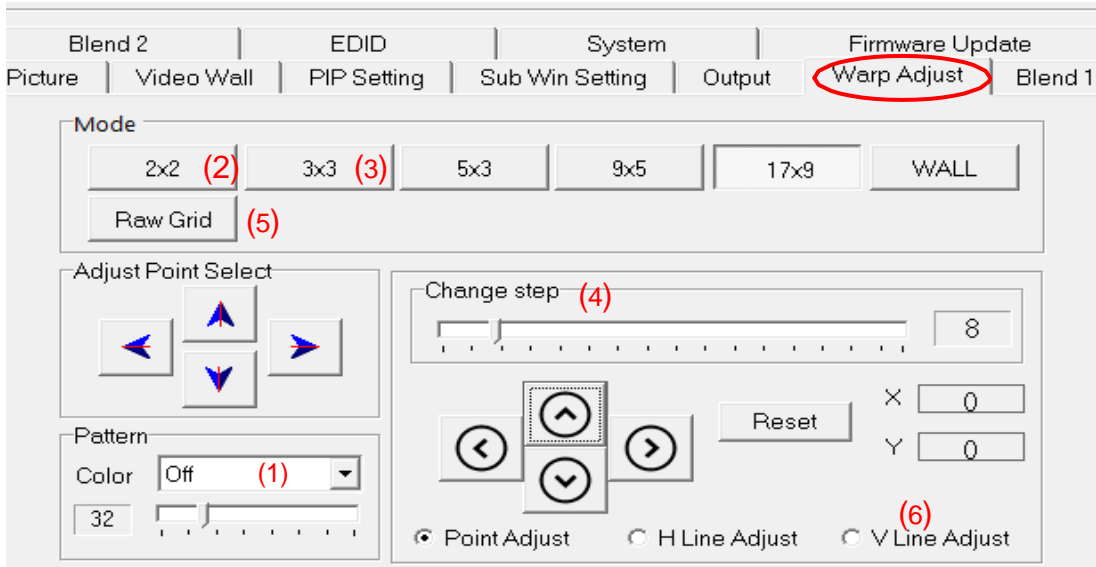 Blend 2 EDID System Firmware Update
Picture Video Wall PIP Setting Sub Win Setting Output Warp Adjust Blend 1
Mode
2x2 (2) 3x3 (3) 5x3 9x5 17x9 WALL
Raw Grid (5)
Adjust Point Select
Change step (4)
8
X 0
Reset
Y 0
Pattern
Color Off (1)
32
(6)
Point Adjust H Line Adjust V Line Adjust